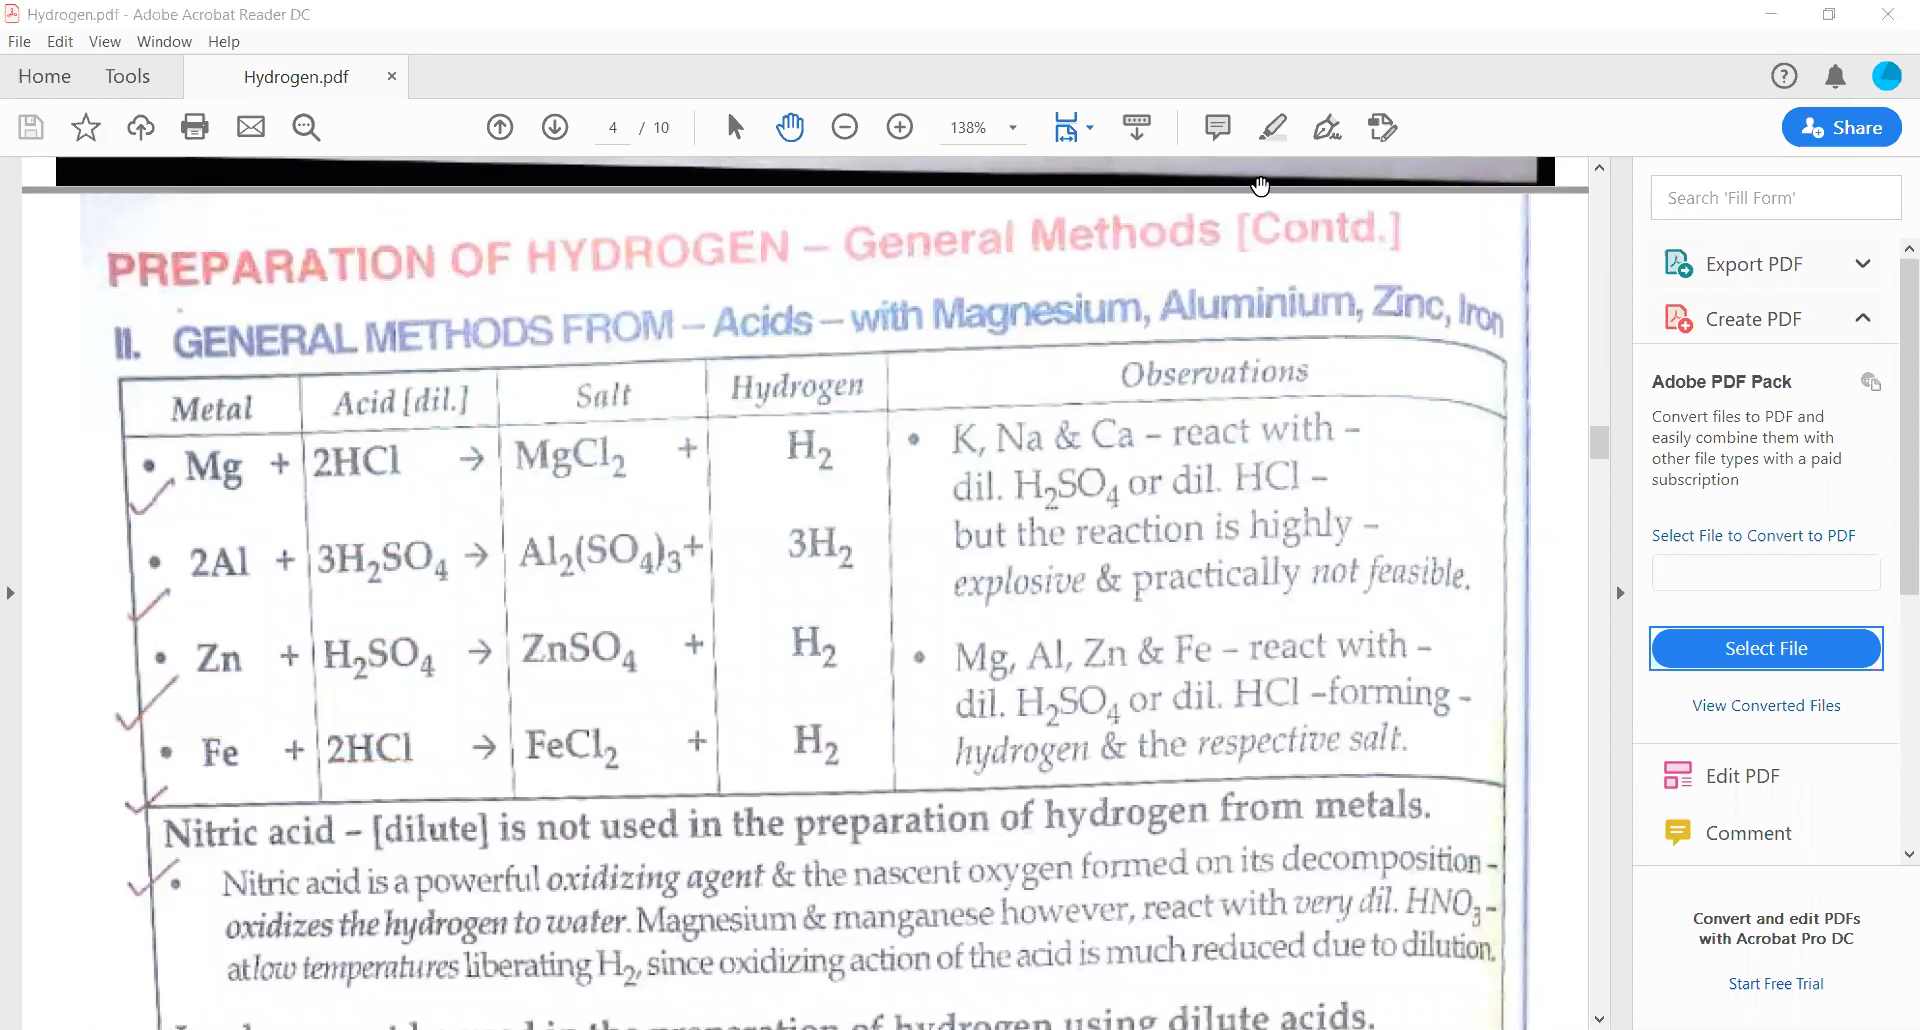 Hydrogen.pdf - Adobe Acrobat Reader DC
File Edit View Window Help
Home Tools Hydrogen.pdf ×
4 / 10 138% Share
PREPARATION OF HYDROGEN – General Methods [Contd.]
II. GENERAL METHODS FROM – Acids – with Magnesium, Aluminium, Zinc, Iron
Metal Acid [dil.] Salt Hydrogen Observations
• Mg + 2HCl → MgCl₂ + H₂
• 2Al + 3H₂SO₄ → Al₂(SO₄)₃ + 3H₂
• Zn + H₂SO₄ → ZnSO₄ + H₂
• Fe + 2HCl → FeCl₂ + H₂
• K, Na & Ca – react with –
dil. H₂SO₄ or dil. HCl –
but the reaction is highly –
explosive & practically not feasible.
• Mg, Al, Zn & Fe – react with –
dil. H₂SO₄ or dil. HCl –forming -
hydrogen & the respective salt.
Nitric acid – [dilute] is not used in the preparation of hydrogen from metals.
• Nitric acid is a powerful oxidizing agent & the nascent oxygen formed on its decomposition -
oxidizes the hydrogen to water. Magnesium & manganese however, react with very dil. HNO₃-
at low temperatures liberating H₂, since oxidizing action of the acid is much reduced due to dilution.
in the preparation of hydrogen using dilute acids.
Search 'Fill Form'
Export PDF
Create PDF
Adobe PDF Pack
Convert files to PDF and
easily combine them with
other file types with a paid
subscription
Select File to Convert to PDF
Select File
View Converted Files
Edit PDF
Comment
Convert and edit PDFs
with Acrobat Pro DC
Start Free Trial